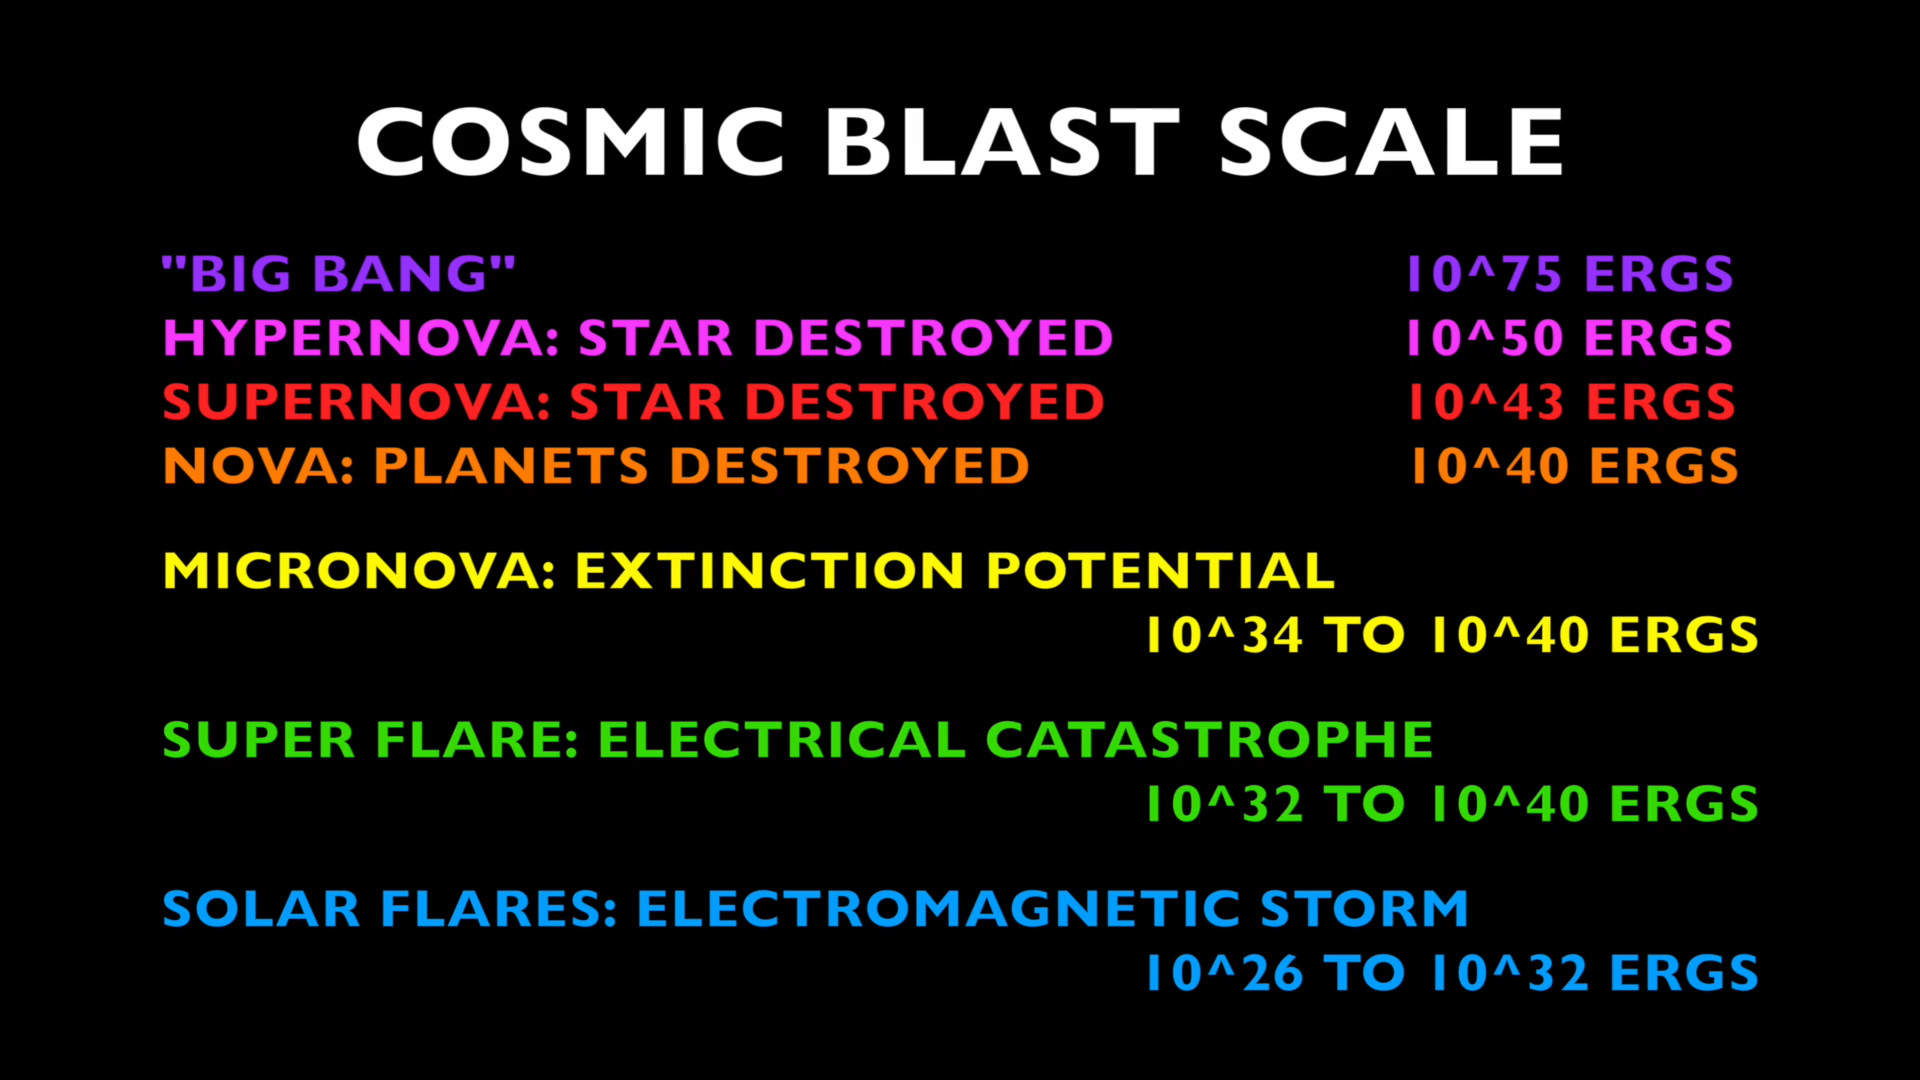 COSMIC BLAST SCALE
"BIG BANG" 10^75 ERGS
HYPERNOVA: STAR DESTROYED 10^50 ERGS
SUPERNOVA: STAR DESTROYED 10^43 ERGS
NOVA: PLANETS DESTROYED 10^40 ERGS
MICRONOVA: EXTINCTION POTENTIAL
10^34 TO 10^40 ERGS
SUPER FLARE: ELECTRICAL CATASTROPHE
10^32 TO 10^40 ERGS
SOLAR FLARES: ELECTROMAGNETIC STORM
10^26 TO 10^32 ERGS